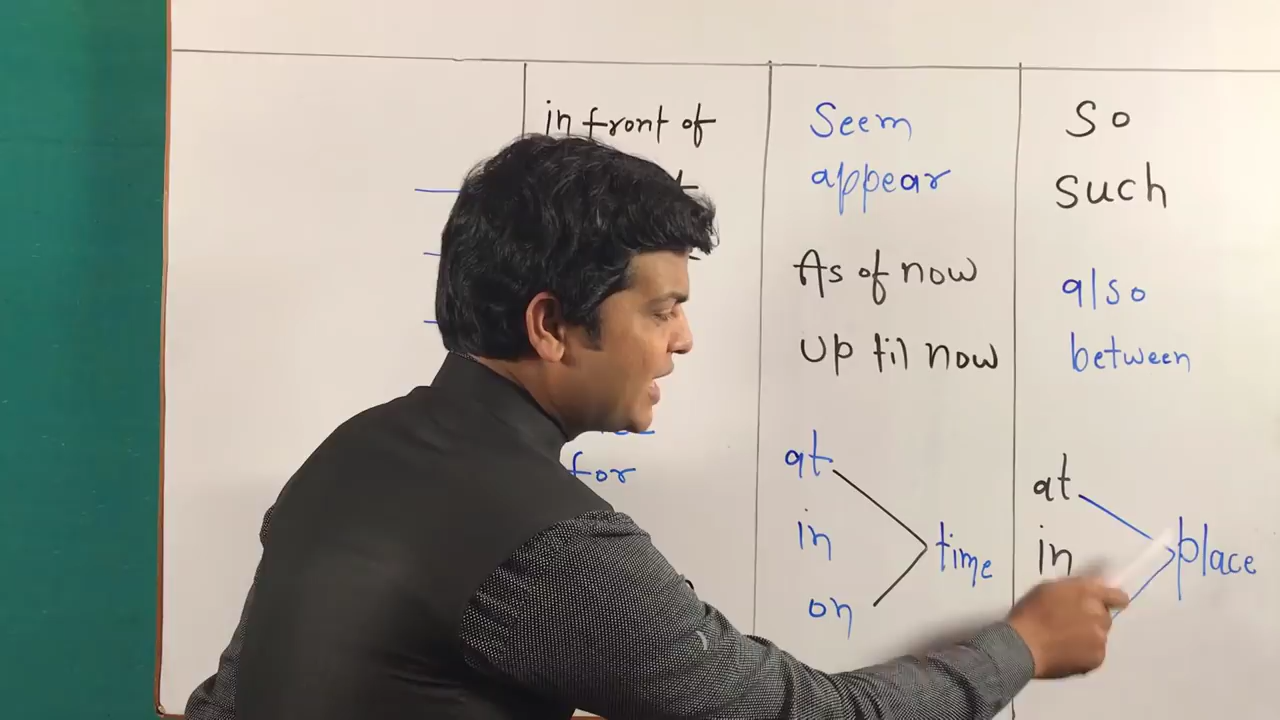 in front of
for
Seem
appear
As of now
Up til now
at
in
on
time
So
Such
also
between
at
in
place